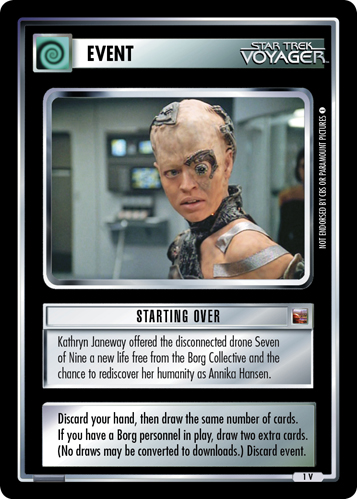 EVENT
STAR TREK
VOYAGER
NOT ENDORSED BY CBS OR PARAMOUNT PICTURES
STARTING OVER
Kathryn Janeway offered the disconnected drone Seven
of Nine a new life free from the Borg Collective and the
chance to rediscover her humanity as Annika Hansen.
Discard your hand, then draw the same number of cards.
If you have a Borg personnel in play, draw two extra cards.
(No draws may be converted to downloads.) Discard event.
1 V